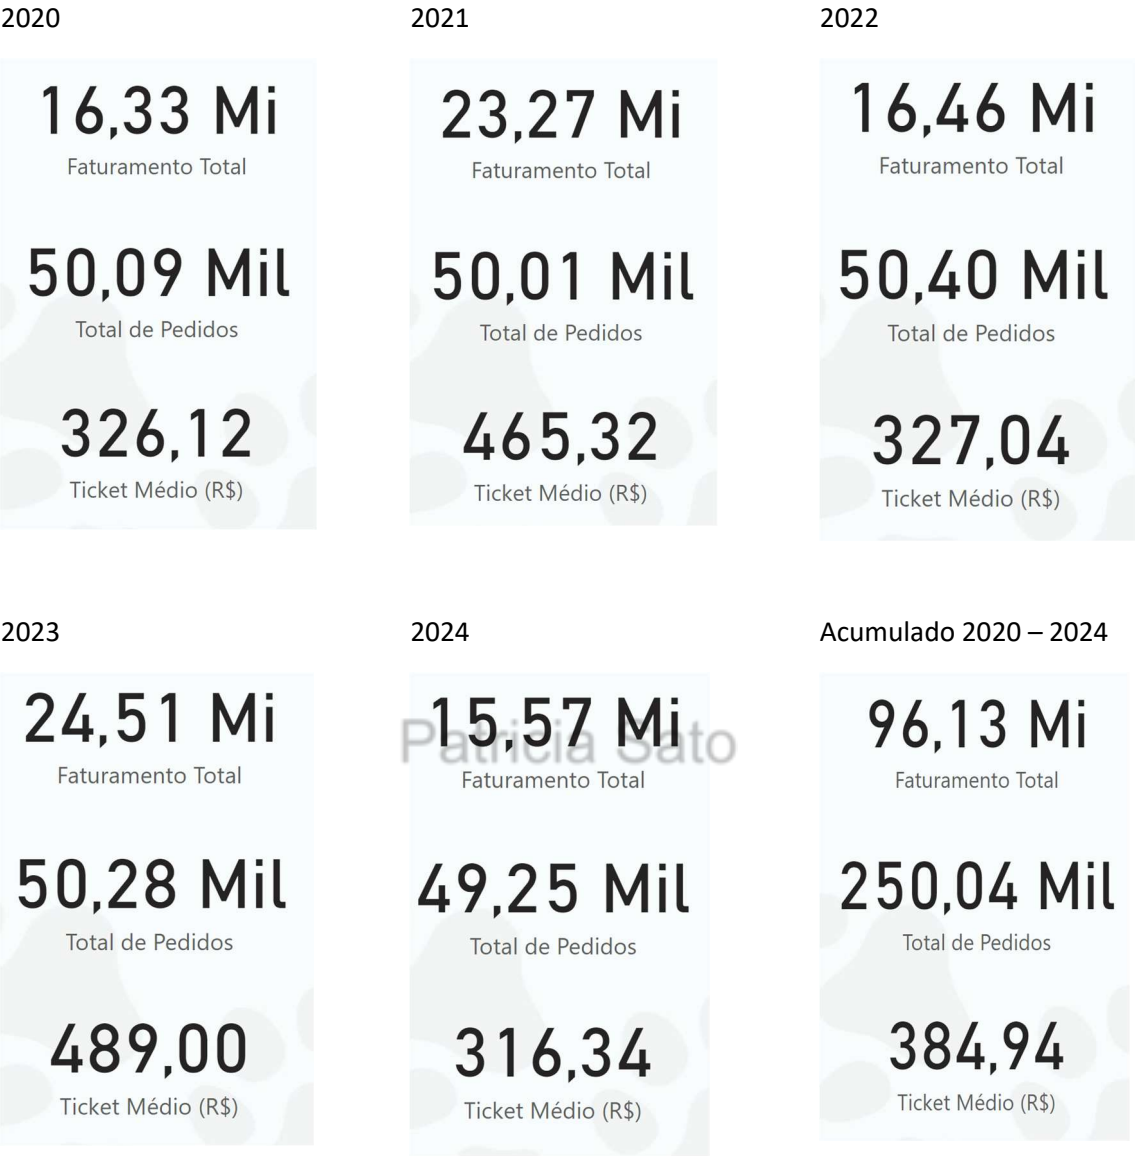 2020
16,33 Mi
Faturamento Total
50,09 Mil
Total de Pedidos
326,12
Ticket Médio (R$)
2021
23,27 Mi
Faturamento Total
50,01 Mil
Total de Pedidos
465,32
Ticket Médio (R$)
2022
16,46 Mi
Faturamento Total
50,40 Mil
Total de Pedidos
327,04
Ticket Médio (R$)
2023
24,51 Mi
Faturamento Total
50,28 Mil
Total de Pedidos
489,00
Ticket Médio (R$)
2024
15,57 Mi
Patricia Sato
Faturamento Total
49,25 Mil
Total de Pedidos
316,34
Ticket Médio (R$)
Acumulado 2020 – 2024
96,13 Mi
Faturamento Total
250,04 Mil
Total de Pedidos
384,94
Ticket Médio (R$)